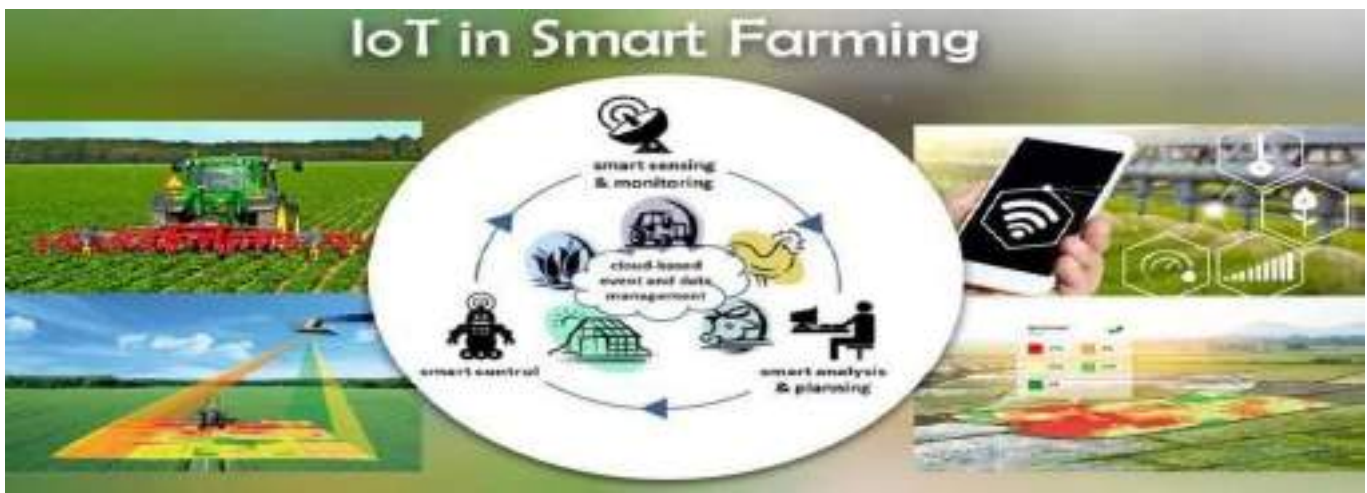 IoT in Smart Farming
smart sensing
& monitoring
cloud-based
event and data
management
smart control
smart analysis
& planning